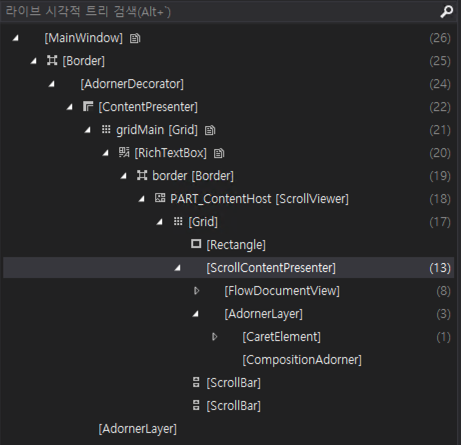 라이브 시각적 트리 검색(Alt+`)
[MainWindow] (26)
[Border] (25)
[AdornerDecorator] (24)
[ContentPresenter] (22)
gridMain [Grid] (21)
[RichTextBox] (20)
border [Border] (19)
PART_ContentHost [ScrollViewer] (18)
[Grid] (17)
[Rectangle]
[ScrollContentPresenter] (13)
[FlowDocumentView] (8)
[AdornerLayer] (3)
[CaretElement] (1)
[CompositionAdorner]
[ScrollBar]
[ScrollBar]
[AdornerLayer]